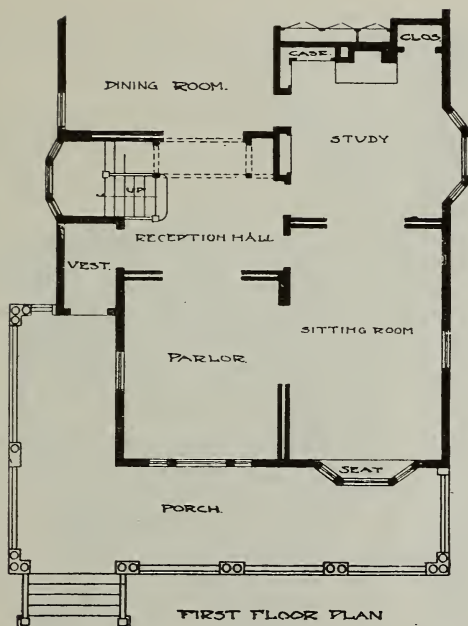 CLOS.
CASE.
DINING ROOM.
STUDY
UP
RECEPTION HALL
VEST.
SITTING ROOM
PARLOR.
SEAT
PORCH.
FIRST FLOOR PLAN